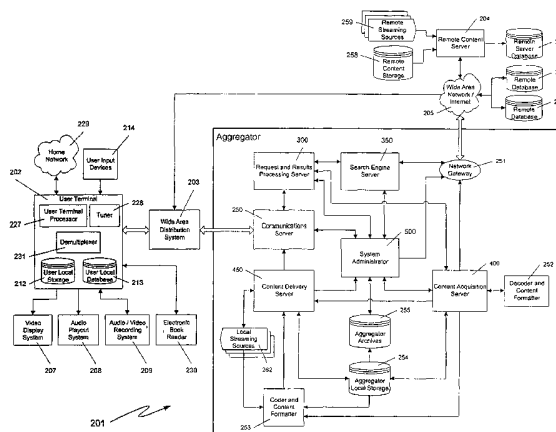 259
Remote
Streaming
Sources
204
Remote Content
Server
Remote
Server
Database
258
Remote
Content
Storage
Remote
Database
Wide Area
Network /
Internet
205
Remote
Database
229
Home
Network
214
User Input
Devices
Aggregator
300
Request and Results
Processing Server
350
Search Engine
Server
251
Network
Gateway
202
228
User Terminal
User Terminal
Processor
Tuner
227
203
Wide Area
Distribution
System
250
Communications
Server
500
System
Administrator
Demultiplexer
231
User Local
Storage
User Local
Database
212
213
450
Content Delivery
Server
400
Content Acquisition
Server
252
Decoder and
Content
Formatter
255
Aggregator
Archives
Video
Display
System
Audio
Playout
System
Audio / Video
Recording
System
Electronic
Book
Reader
207
208
209
230
Local
Streaming
Sources
262
254
Aggregator
Local Storage
Coder and
Content
Formatter
253
201